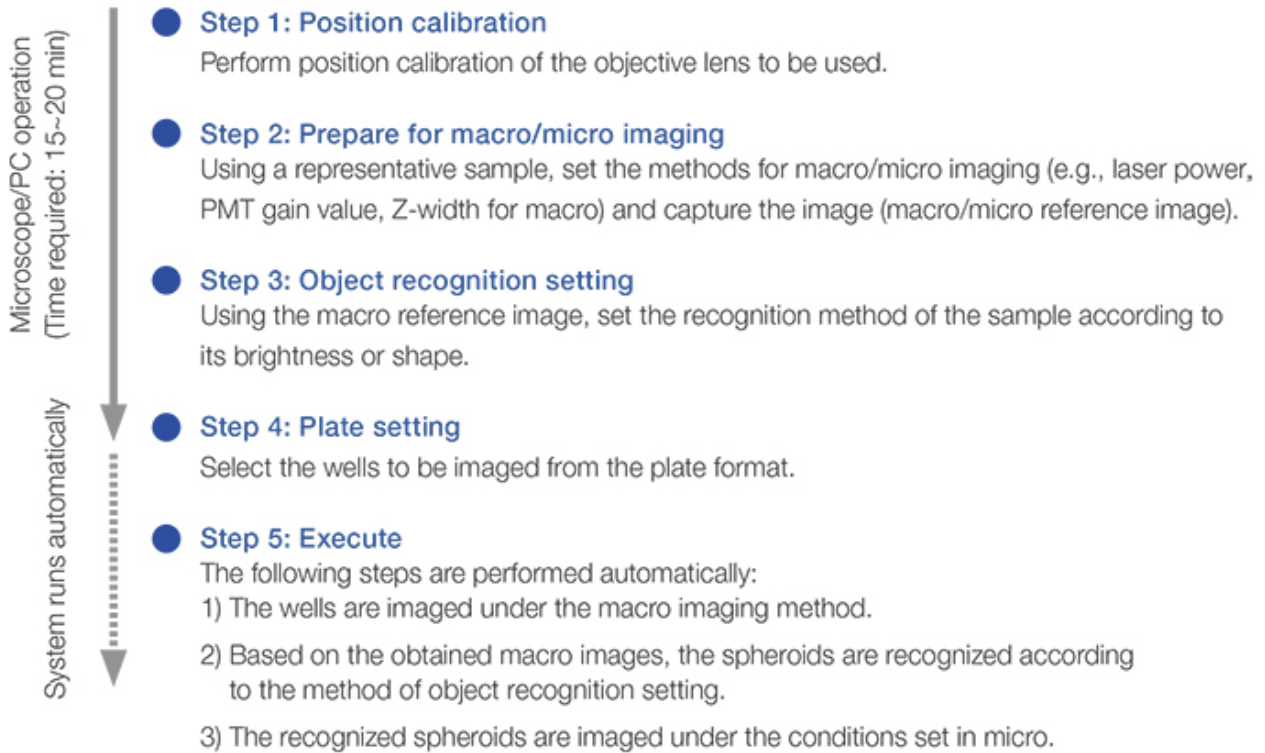 Microscope/PC operation
(Time required: 15~20 min)
System runs automatically
Step 1: Position calibration
Perform position calibration of the objective lens to be used.
Step 2: Prepare for macro/micro imaging
Using a representative sample, set the methods for macro/micro imaging (e.g., laser power,
PMT gain value, Z-width for macro) and capture the image (macro/micro reference image).
Step 3: Object recognition setting
Using the macro reference image, set the recognition method of the sample according to
its brightness or shape.
Step 4: Plate setting
Select the wells to be imaged from the plate format.
Step 5: Execute
The following steps are performed automatically:
1) The wells are imaged under the macro imaging method.
2) Based on the obtained macro images, the spheroids are recognized according
to the method of object recognition setting.
3) The recognized spheroids are imaged under the conditions set in micro.